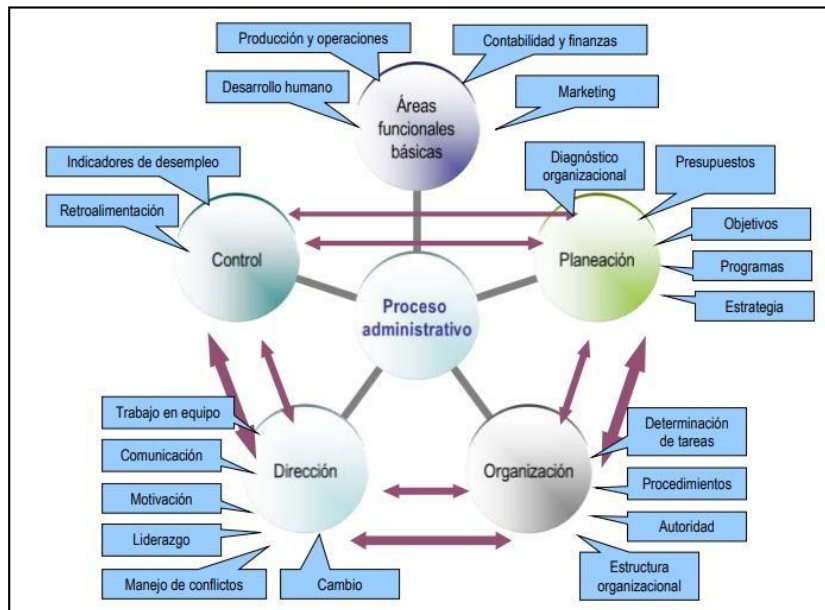 Producción y operaciones
Contabilidad y finanzas
Desarrollo humano
Marketing
Áreas
funcionales
básicas
Indicadores de desempleo
Retroalimentación
Diagnóstico
organizacional
Presupuestos
Objetivos
Programas
Estrategia
Control
Planeación
Proceso
administrativo
Trabajo en equipo
Comunicación
Motivación
Liderazgo
Manejo de conflictos
Cambio
Dirección
Organización
Determinación
de tareas
Procedimientos
Autoridad
Estructura
organizacional